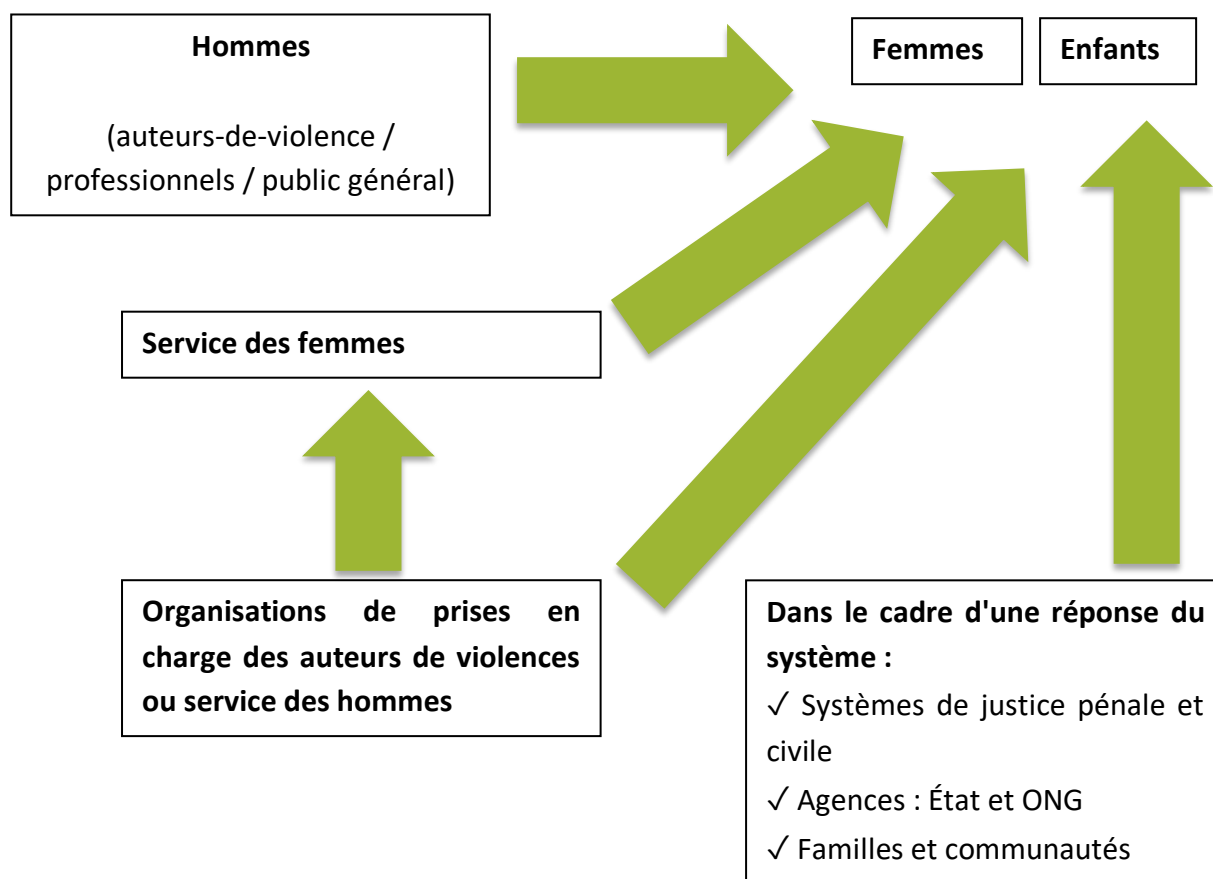 Hommes
(auteurs-de-violence /
professionnels / public général)
Femmes
Enfants
Service des femmes
Organisations de prises en
charge des auteurs de violences
ou service des hommes
Dans le cadre d'une réponse du
système :
✓ Systèmes de justice pénale et
civile
✓ Agences : État et ONG
✓ Familles et communautés